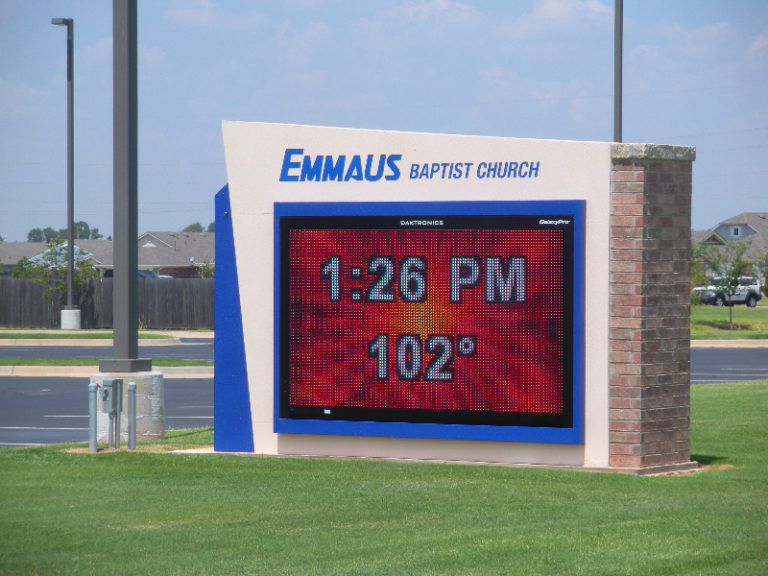 EMMAUS BAPTIST CHURCH
DAKTRONICS GalaxyPro
1:26 PM
102°